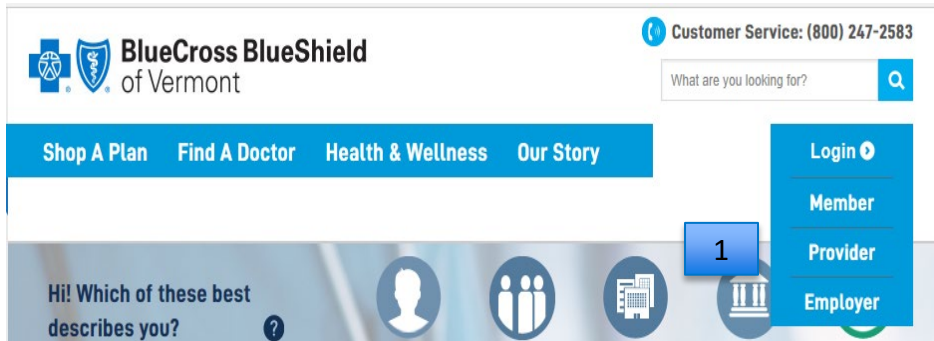 Customer Service: (800) 247-2583
BlueCross BlueShield
of Vermont
What are you looking for?
Shop A Plan Find A Doctor Health & Wellness Our Story
Login
Member
Provider
Employer
1
Hi! Which of these best
describes you? ?